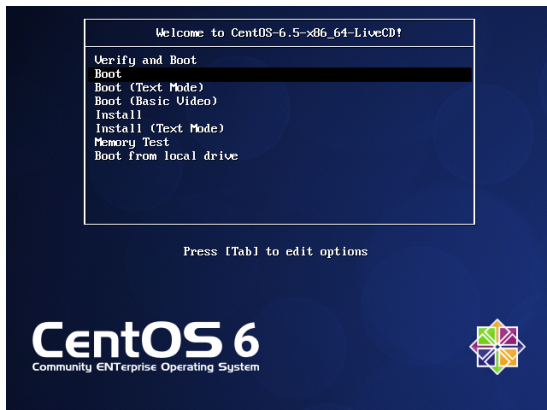 Welcome to CentOS-6.5-x86_64-LiveCD!
Verify and Boot
Boot
Boot (Text Mode)
Boot (Basic Video)
Install
Install (Text Mode)
Memory Test
Boot from local drive
Press [Tab] to edit options
CentOS 6
Community ENTerprise Operating System